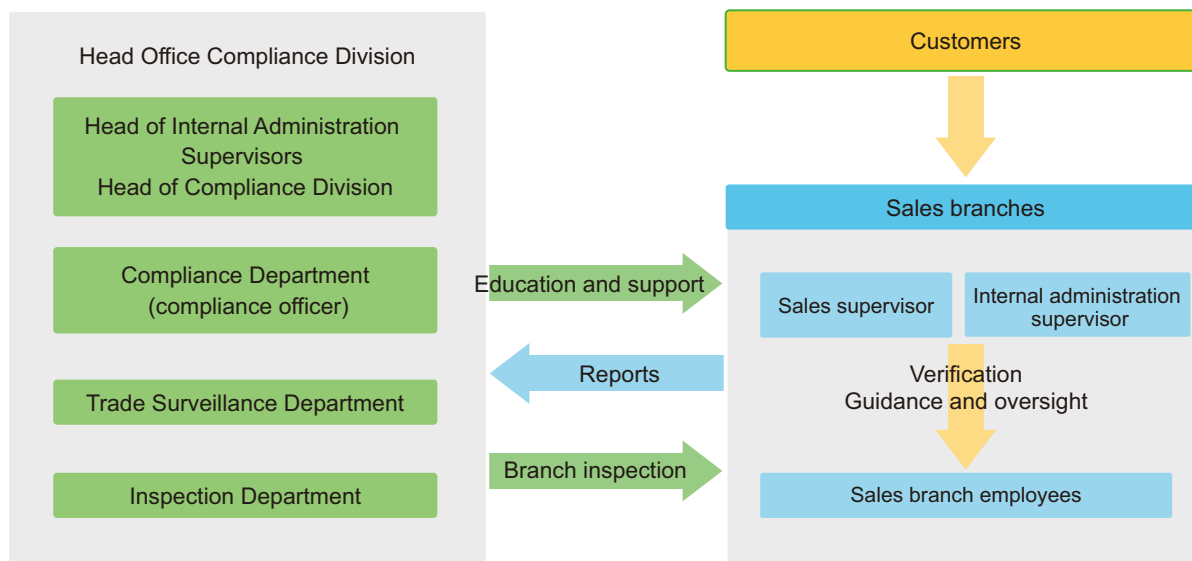 Head Office Compliance Division
Head of Internal Administration
Supervisors
Head of Compliance Division
Compliance Department
(compliance officer)
Trade Surveillance Department
Inspection Department
Education and support
Reports
Branch inspection
Customers
Sales branches
Sales supervisor
Internal administration
supervisor
Verification
Guidance and oversight
Sales branch employees